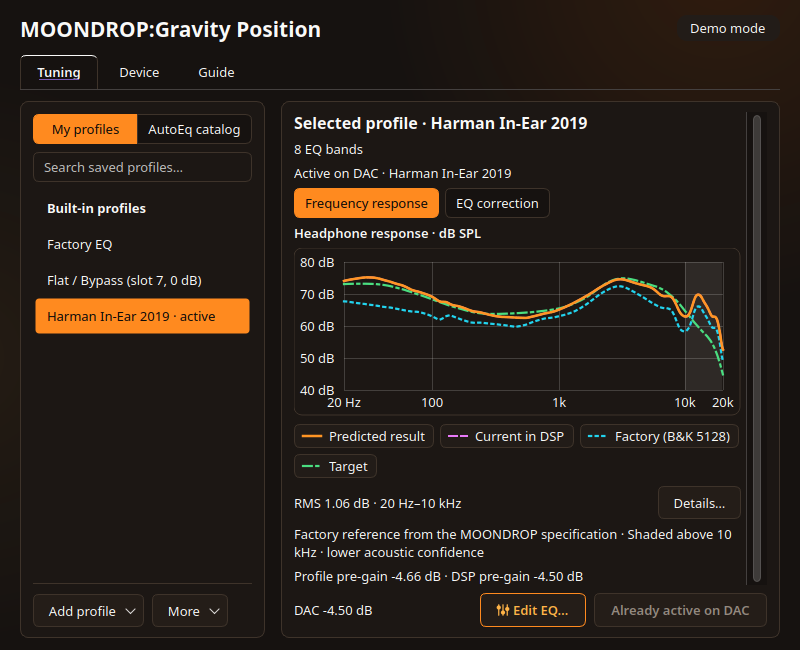 MOONDROP:Gravity Position
Demo mode
Tuning
Device
Guide
My profiles
AutoEq catalog
Search saved profiles...
Built-in profiles
Factory EQ
Flat / Bypass (slot 7, 0 dB)
Harman In-Ear 2019 · active
Add profile
More
Selected profile · Harman In-Ear 2019
8 EQ bands
Active on DAC · Harman In-Ear 2019
Frequency response
EQ correction
Headphone response · dB SPL
80 dB
70 dB
60 dB
50 dB
40 dB
20 Hz
100
1k
10k
20k
Predicted result
Current in DSP
Factory (B&K 5128)
Target
RMS 1.06 dB · 20 Hz–10 kHz
Details...
Factory reference from the MOONDROP specification · Shaded above 10
kHz · lower acoustic confidence
Profile pre-gain -4.66 dB · DSP pre-gain -4.50 dB
DAC -4.50 dB
Edit EQ...
Already active on DAC